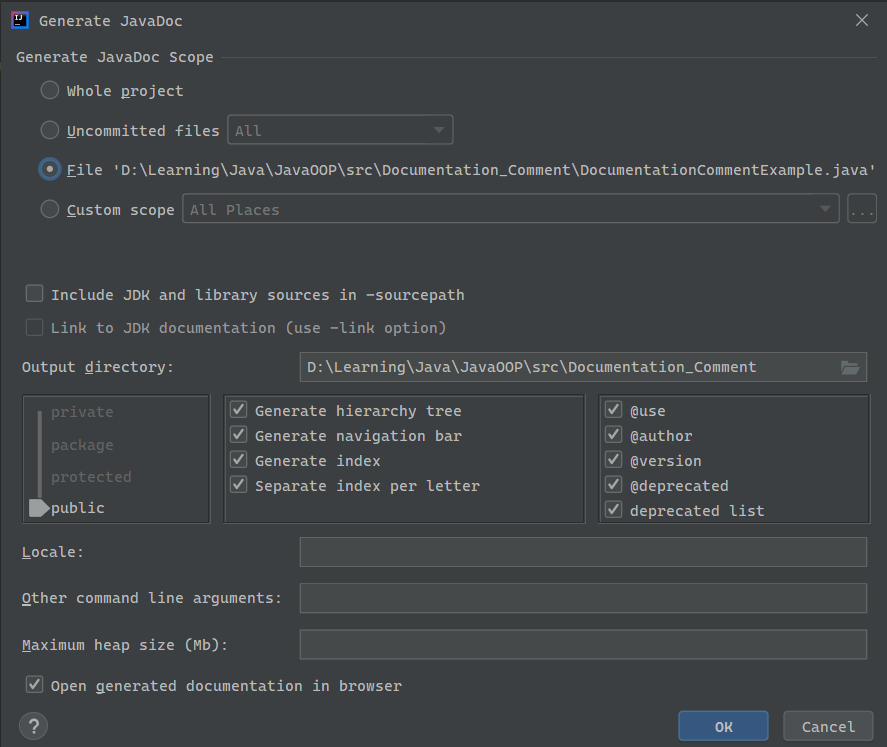 Generate JavaDoc
Generate JavaDoc Scope
Whole project
Uncommitted files All
File 'D:\Learning\Java\JavaOOP\src\Documentation_Comment\DocumentationCommentExample.java'
Custom scope All Places ...
Include JDK and library sources in -sourcepath
Link to JDK documentation (use -link option)
Output directory: D:\Learning\Java\JavaOOP\src\Documentation_Comment
private
package
protected
public
Generate hierarchy tree
Generate navigation bar
Generate index
Separate index per letter
@use
@author
@version
@deprecated
deprecated list
Locale:
Other command line arguments:
Maximum heap size (Mb):
Open generated documentation in browser
? OK Cancel